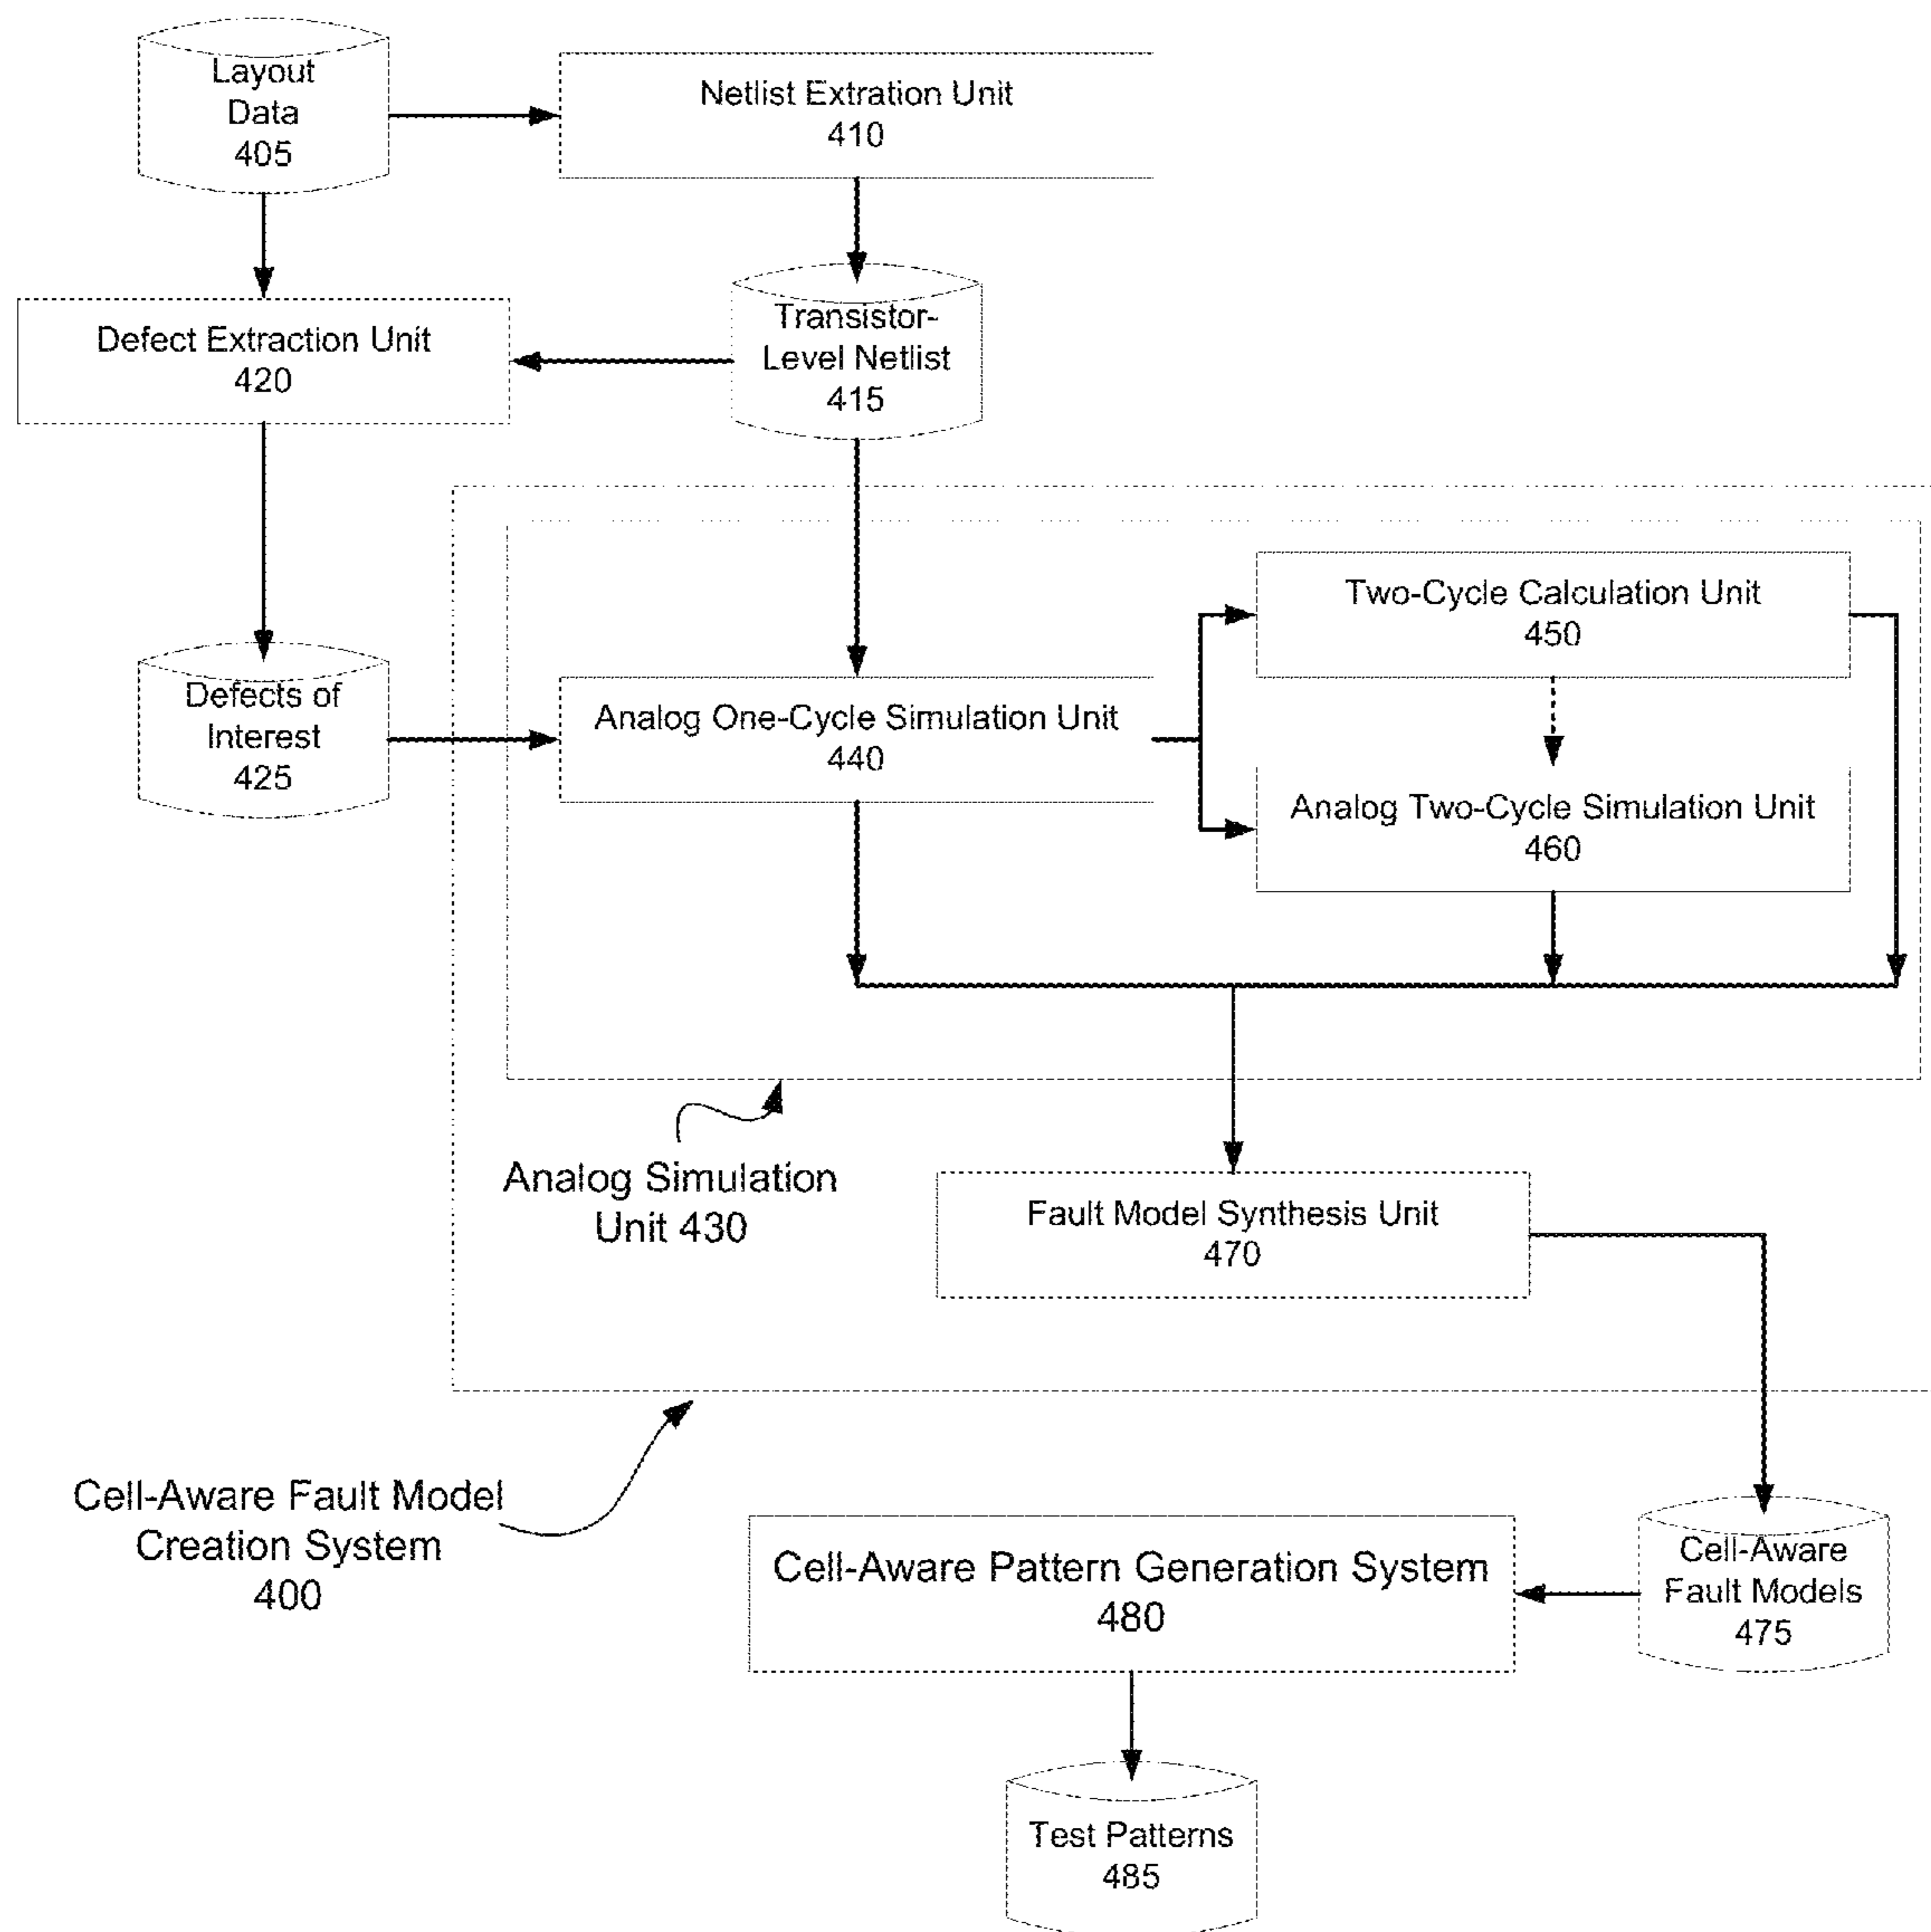 Layout
Data
405
Netlist Extration Unit
410
Defect Extraction Unit
420
Transistor-
Level Netlist
415
Two-Cycle Calculation Unit
450
Defects of
Interest
425
Analog One-Cycle Simulation Unit
440
Analog Two-Cycle Simulation Unit
460
Analog Simulation
Unit 430
Fault Model Synthesis Unit
470
Cell-Aware Fault Model
Creation System
400
Cell-Aware Pattern Generation System
480
Cell-Aware
Fault Models
475
Test Patterns
485